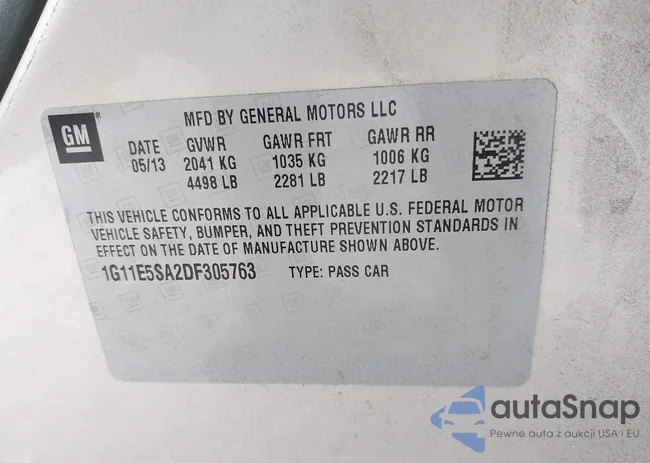 GM
MFD BY GENERAL MOTORS LLC
DATE GVWR GAWR FRT GAWR RR
05/13 2041 KG 1035 KG 1006 KG
4498 LB 2281 LB 2217 LB
THIS VEHICLE CONFORMS TO ALL APPLICABLE U.S. FEDERAL MOTOR
VEHICLE SAFETY, BUMPER, AND THEFT PREVENTION STANDARDS IN
EFFECT ON THE DATE OF MANUFACTURE SHOWN ABOVE.
1G11E5SA2DF305763 TYPE: PASS CAR
autaSnap
Pewne auta z aukcji USA i EU